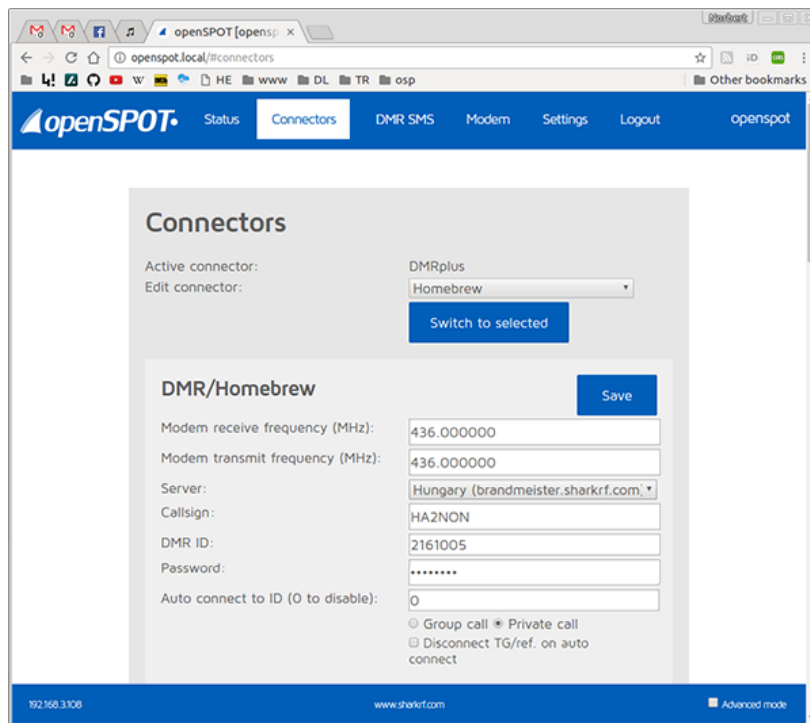 Norbert
openSPOT [opensp
openspot.local/#connectors
HE www DL TR osp Other bookmarks
openSPOT Status Connectors DMR SMS Modem Settings Logout openspot
Connectors
Active connector: DMRplus
Edit connector: Homebrew
Switch to selected
DMR/Homebrew
Save
Modem receive frequency (MHz): 436.000000
Modem transmit frequency (MHz): 436.000000
Server: Hungary (brandmeister.sharkrf.com)
Callsign: HA2NON
DMR ID: 2161005
Password: ••••••••
Auto connect to ID (0 to disable): 0
Group call Private call
Disconnect TG/ref. on auto
connect
192.168.3.108 www.sharkrf.com Advanced mode